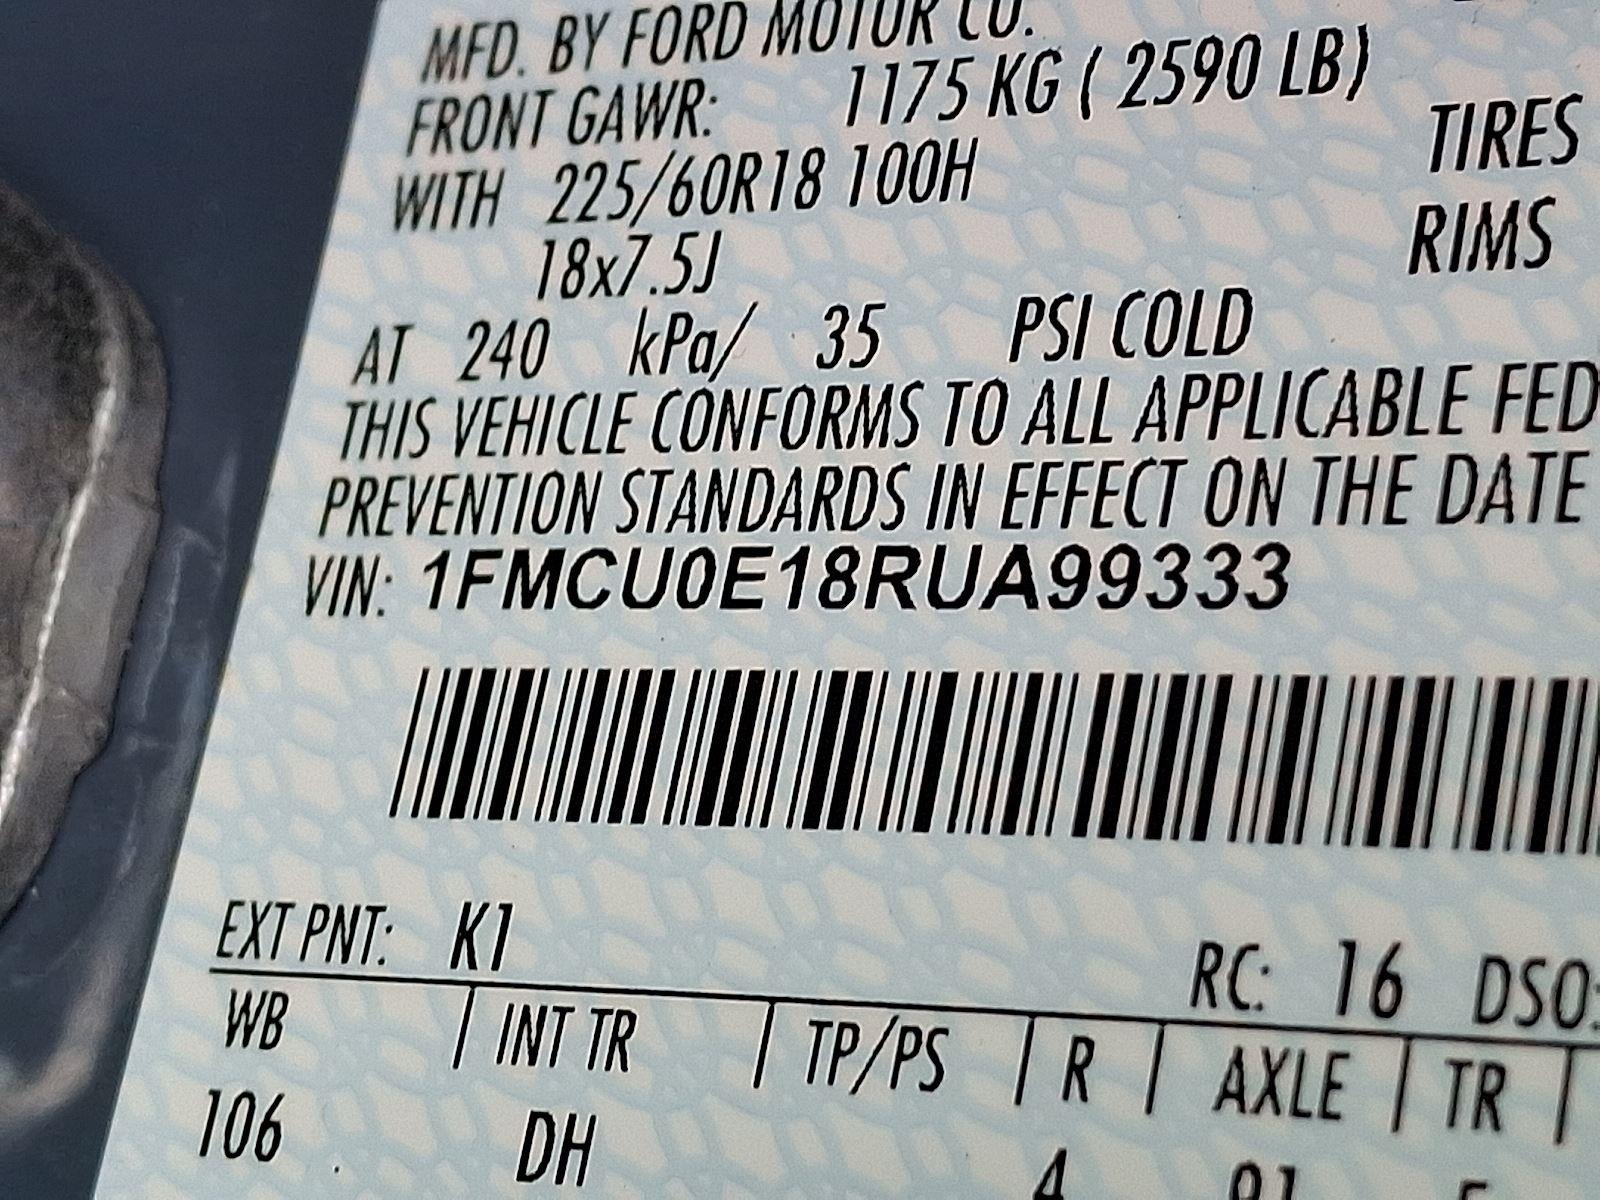 MFD. BY FORD MOTOR CO.
FRONT GAWR: 1175 KG ( 2590 LB)
WITH 225/60R18 100H TIRES
18x7.5J RIMS
AT 240 kPa/ 35 PSI COLD
THIS VEHICLE CONFORMS TO ALL APPLICABLE FED
PREVENTION STANDARDS IN EFFECT ON THE DATE
VIN: 1FMCU0E18RUA99333
EXT PNT: K1 RC: 16 DSO:
WB | INT TR | TP/PS | R | AXLE | TR |
106 DH 4